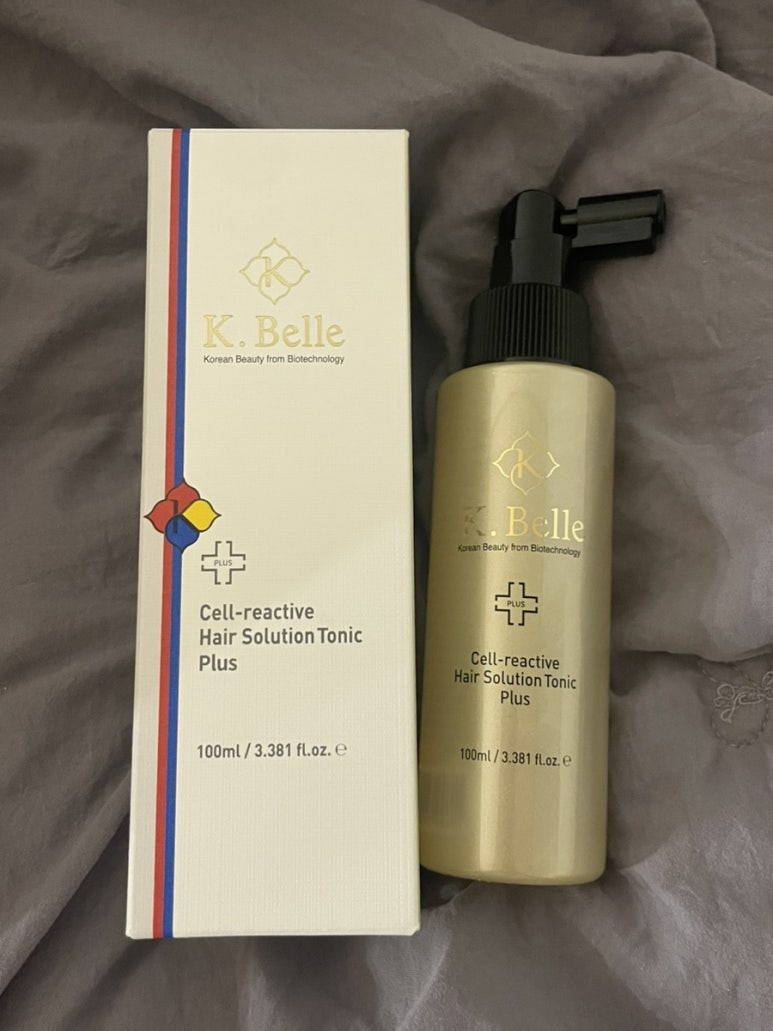 K. Belle
Korean Beauty from Biotechnology
PLUS
Cell-reactive
Hair Solution Tonic
Plus
100ml / 3.381 fl.oz. ℮
K
K. Belle
Korean Beauty from Biotechnology
PLUS
Cell-reactive
Hair Solution Tonic
Plus
100ml / 3.381 fl.oz. ℮